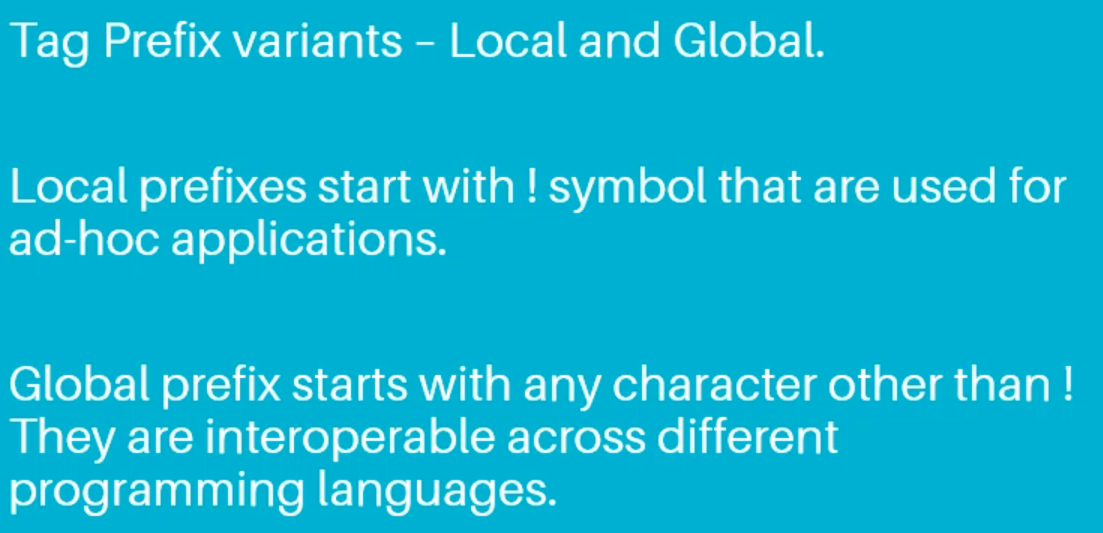 Tag Prefix variants – Local and Global.
Local prefixes start with ! symbol that are used for
ad-hoc applications.
Global prefix starts with any character other than !
They are interoperable across different
programming languages.